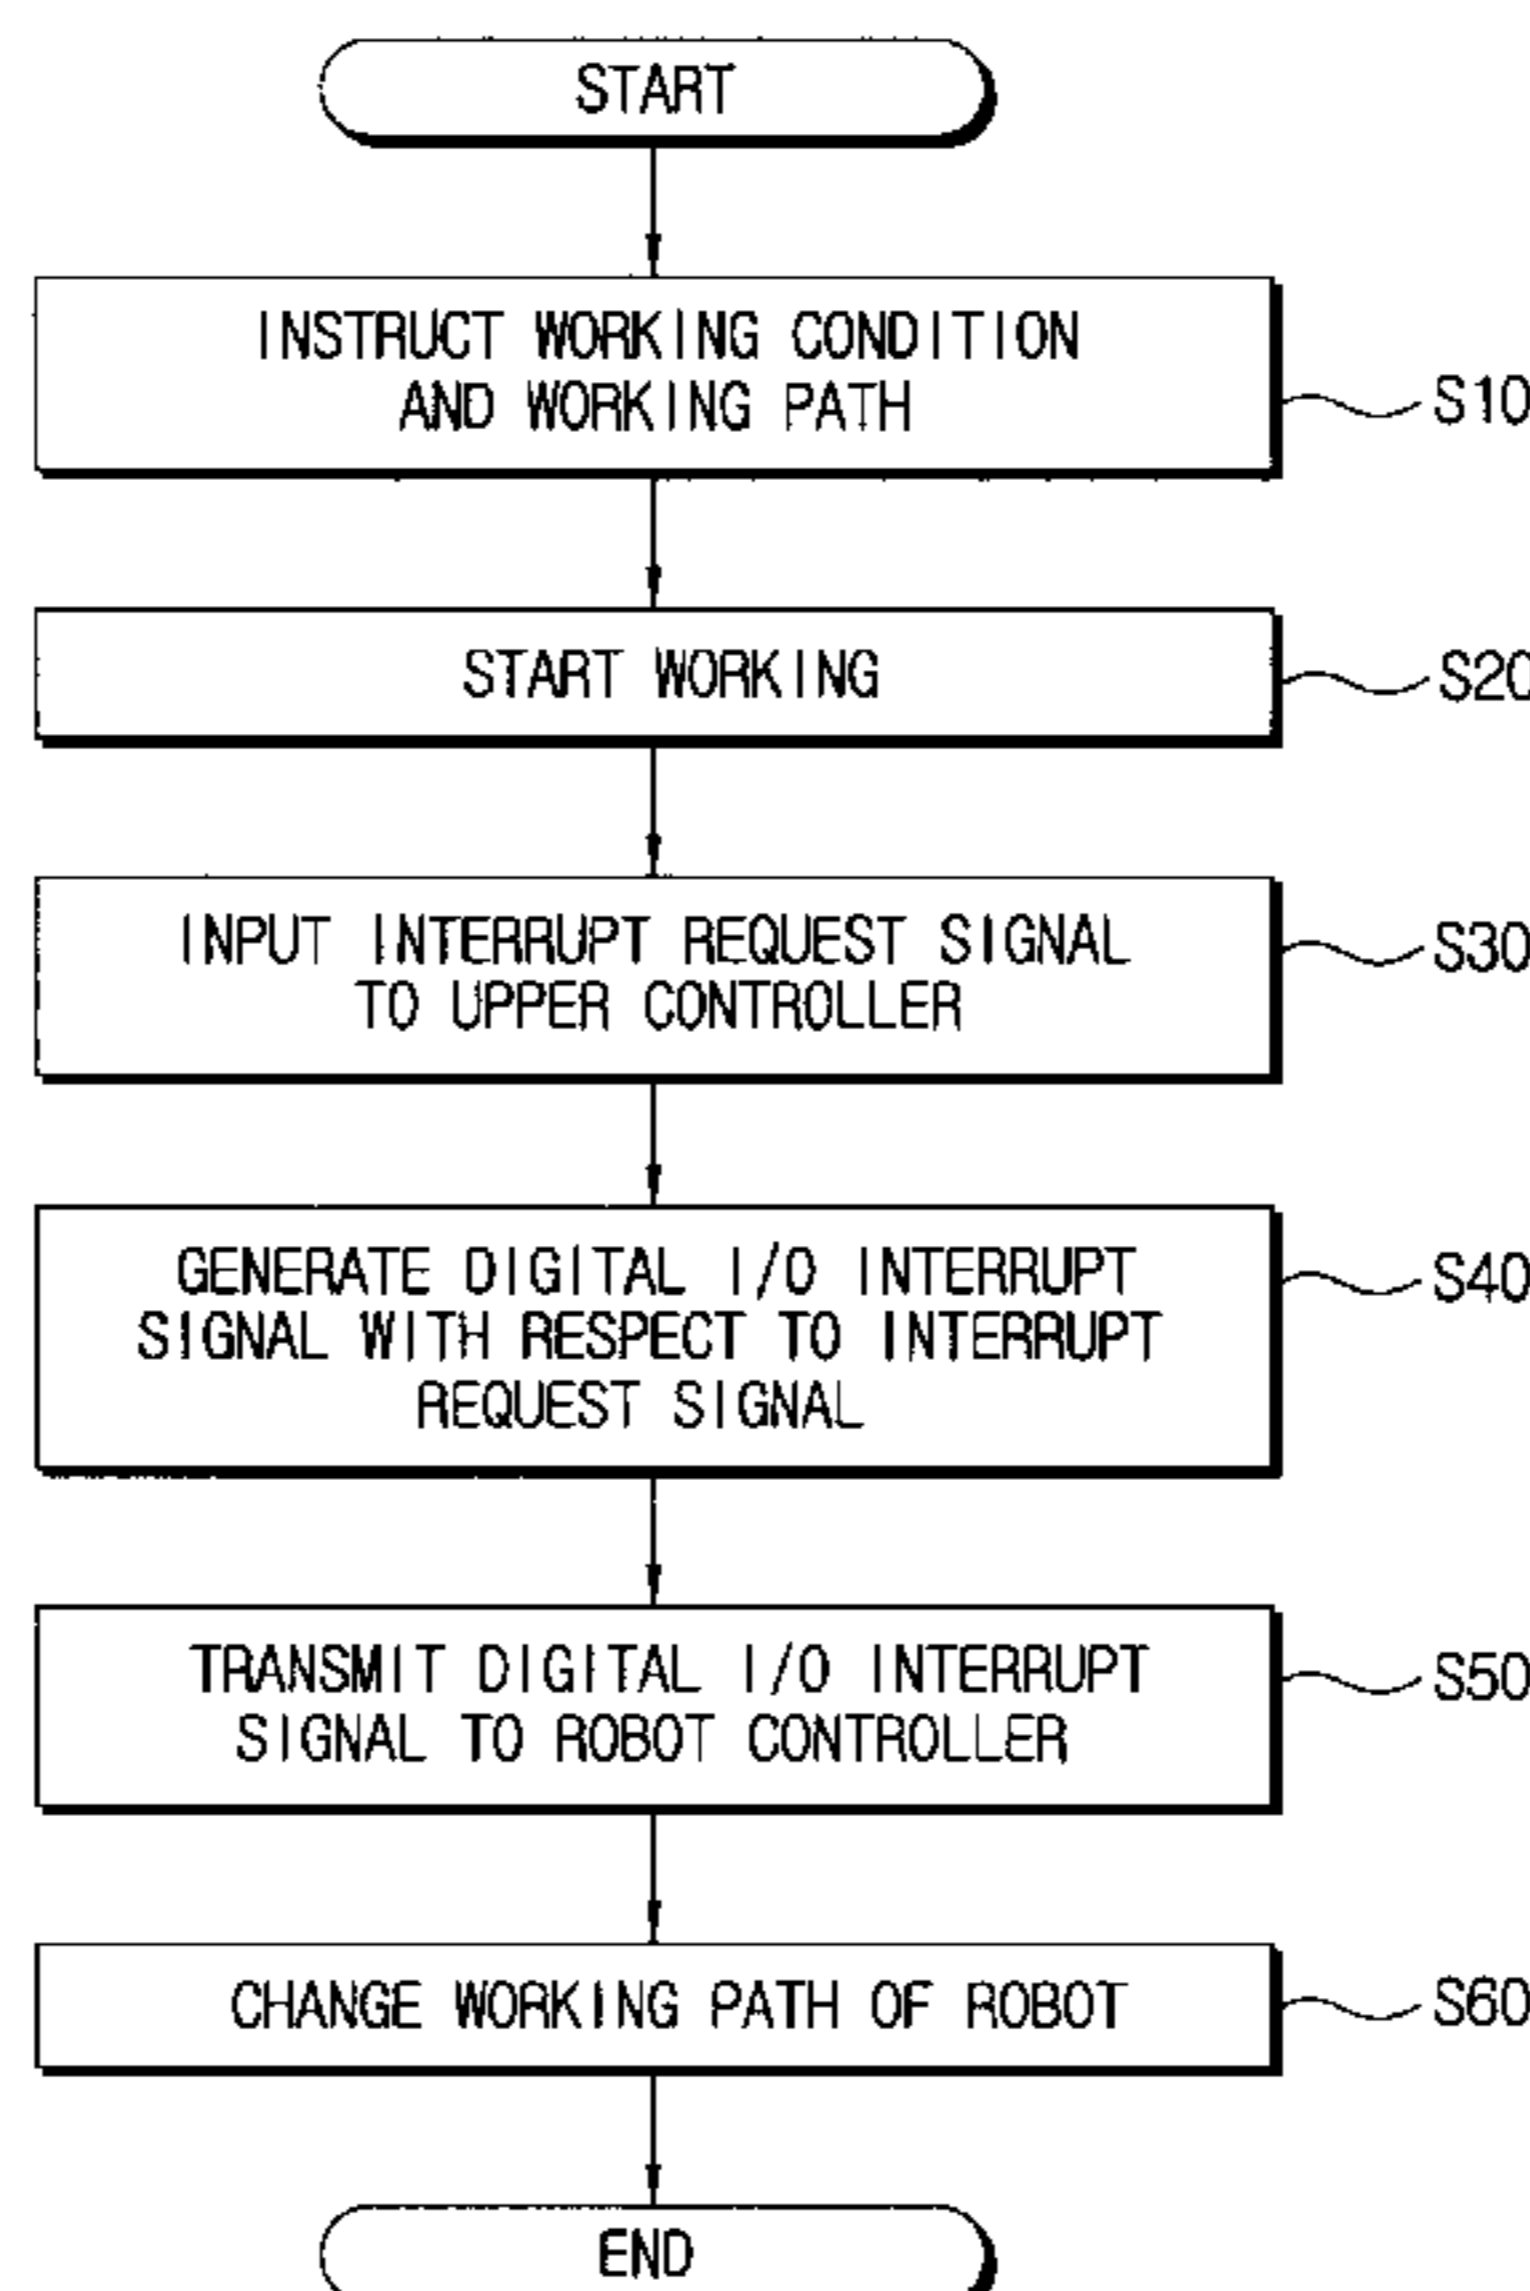 START
INSTRUCT WORKING CONDITION
AND WORKING PATH
S10
START WORKING
S20
INPUT INTERRUPT REQUEST SIGNAL
TO UPPER CONTROLLER
S30
GENERATE DIGITAL I/O INTERRUPT
SIGNAL WITH RESPECT TO INTERRUPT
REQUEST SIGNAL
S40
TRANSMIT DIGITAL I/O INTERRUPT
SIGNAL TO ROBOT CONTROLLER
S50
CHANGE WORKING PATH OF ROBOT
S60
END